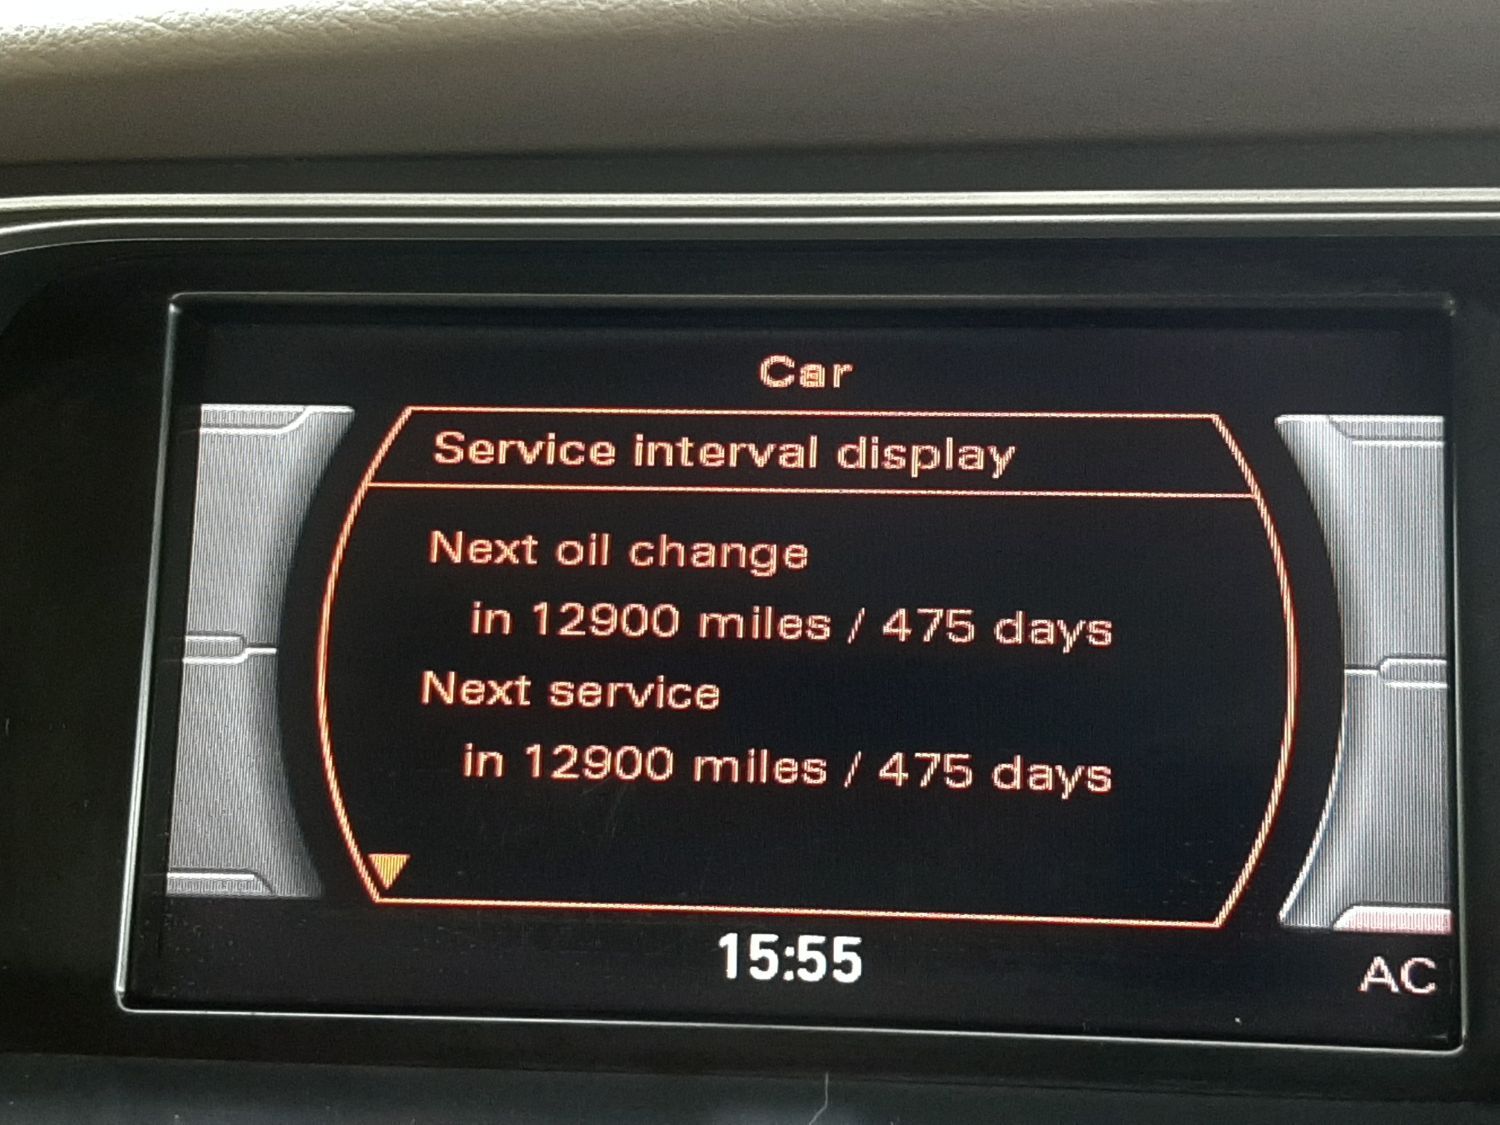 Car
Service interval display
Next oil change
in 12900 miles / 475 days
Next service
in 12900 miles / 475 days
15:55
AC